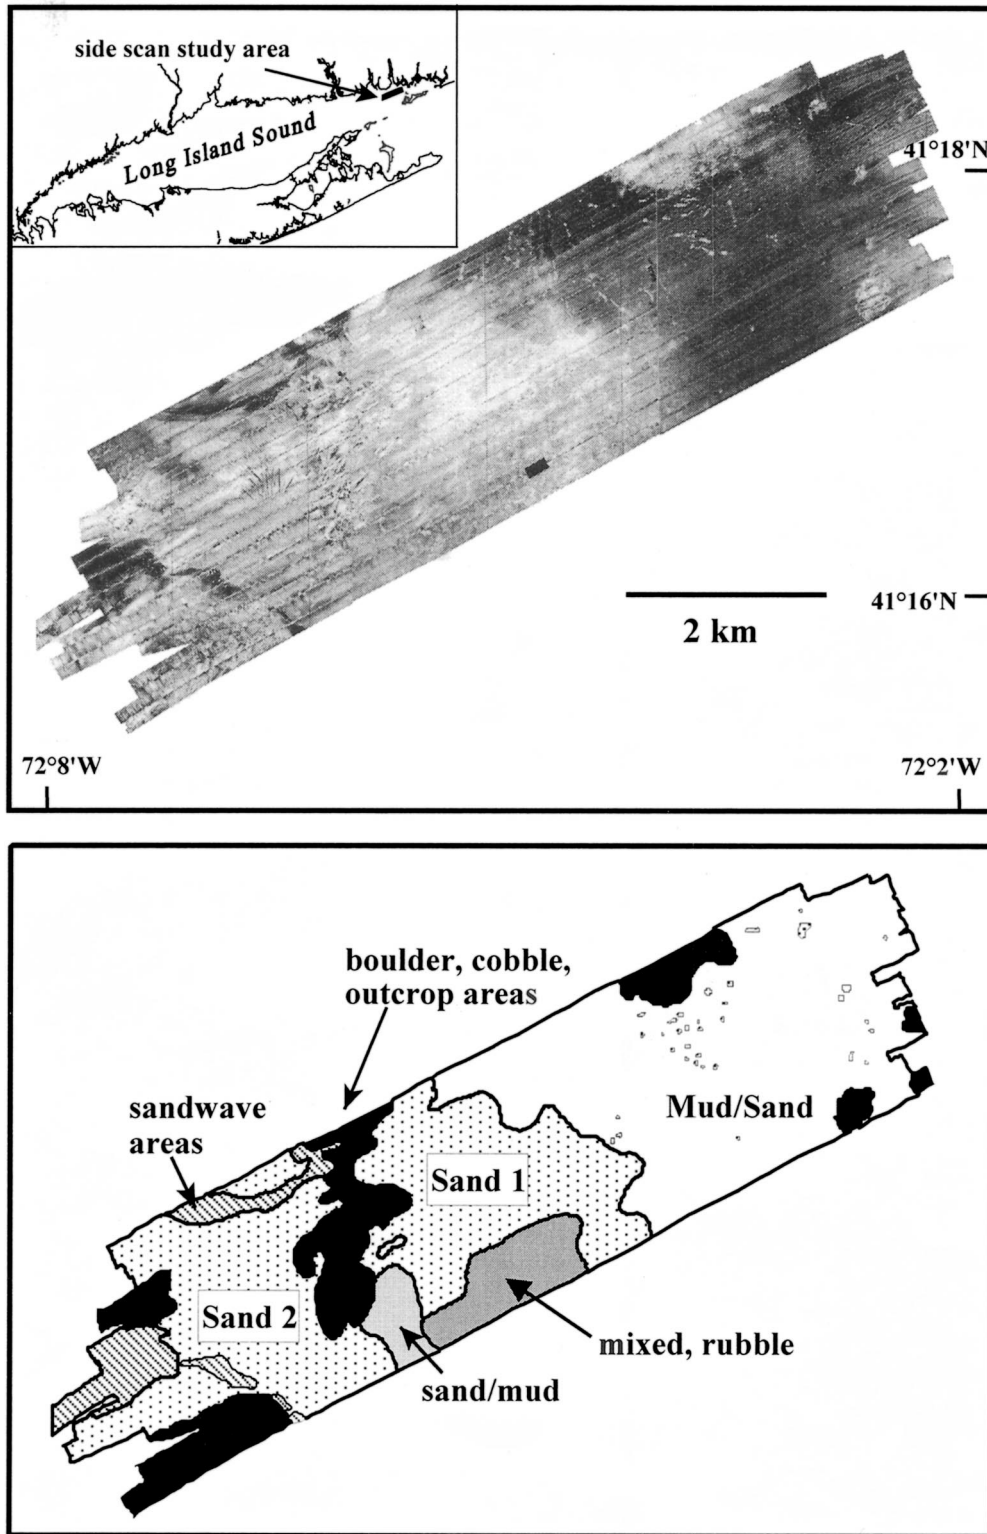 side scan study area
Long Island Sound
41°18'N
41°16'N
2 km
72°8'W
72°2'W
boulder, cobble,
outcrop areas
sandwave
areas
Mud/Sand
Sand 1
Sand 2
mixed, rubble
sand/mud